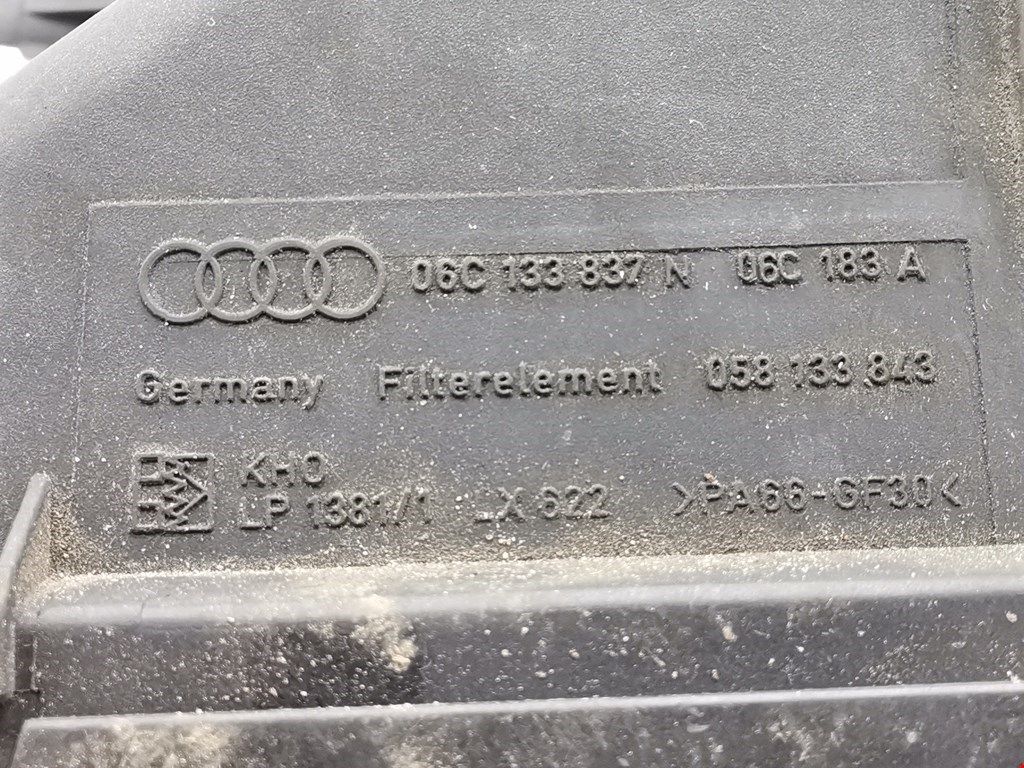 06C 133 837 N 06C 183 A
Germany Filterelement 058 133 843
KHO
LP 1381/1 LX 622 >PA66-GF30<